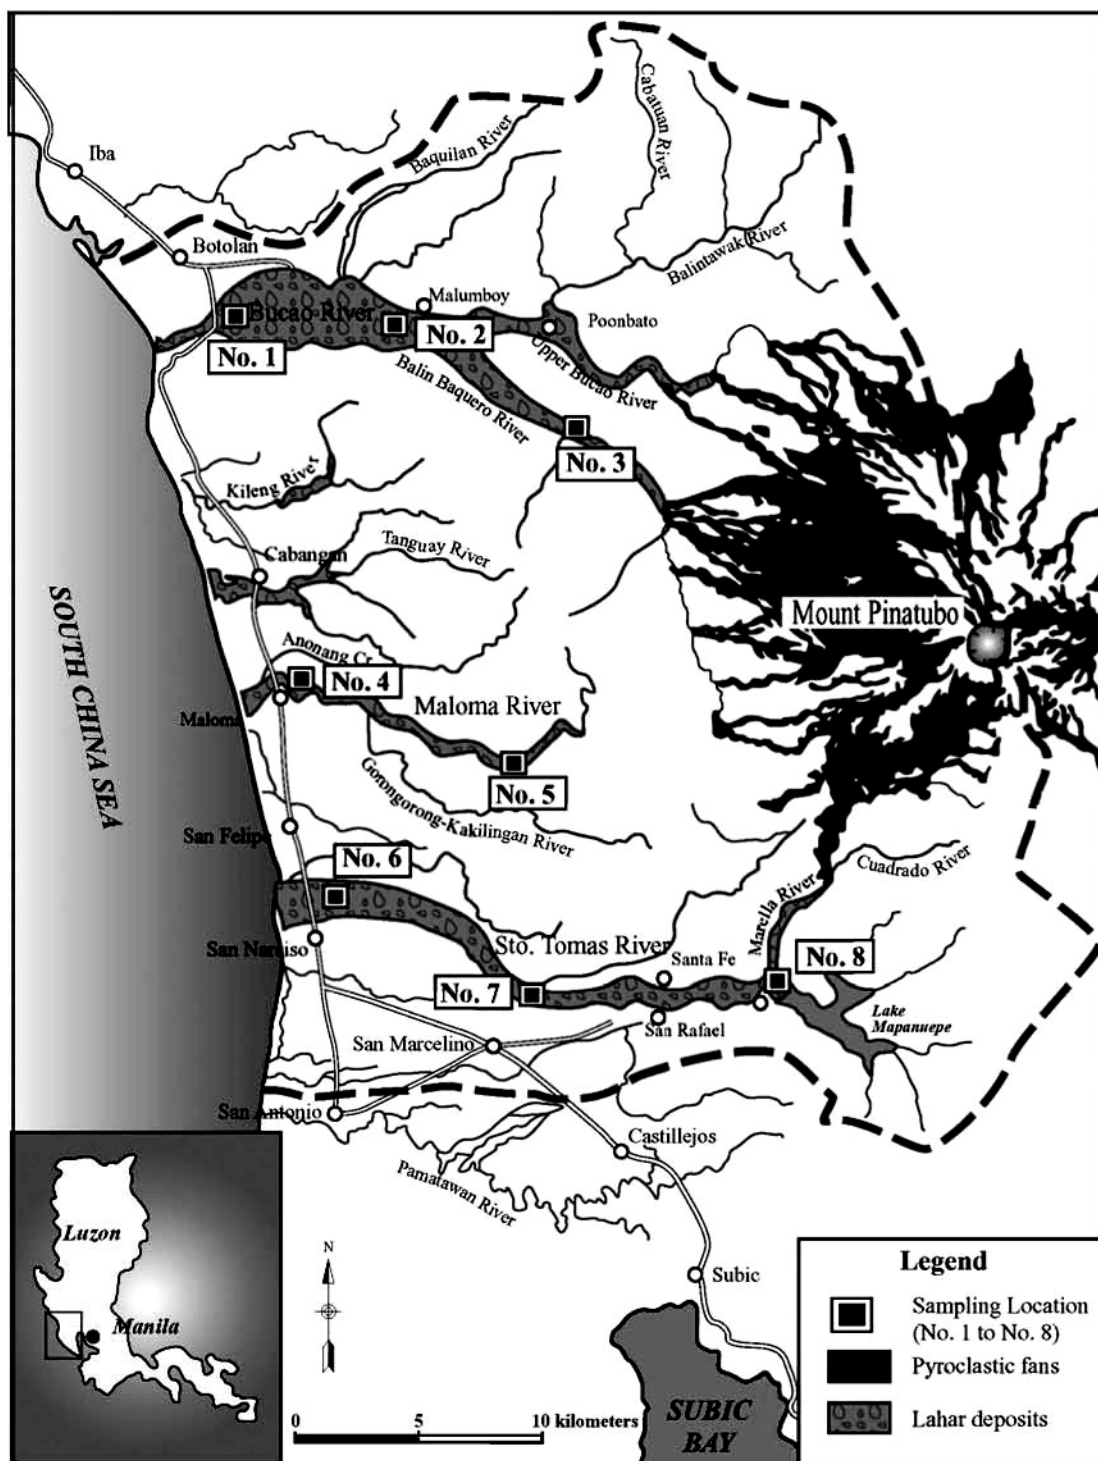 Cabatuan River
Baquilan River
Iba
Botolan
Balintawak River
Malumboy
Poonbato
Bucao River
No. 1
No. 2
Upper Bucao River
Balin Baquero River
No. 3
Kileng River
Tanguay River
Cabangan
SOUTH CHINA SEA
Mount Pinatubo
Anonang Cr.
No. 4
Maloma River
Maloma
No. 5
Gorongorong-Kakilingan River
San Felipe
No. 6
Cuadrado River
Marella River
San Narciso
Sto. Tomas River
Santa Fe
No. 8
No. 7
Lake
Mapanuepe
San Rafael
San Marcelino
San Antonio
Castillejos
Pamatawan River
Luzon
Manila
N
Subic
SUBIC
BAY
0 5 10 kilometers
Legend
Sampling Location
(No. 1 to No. 8)
Pyroclastic fans
Lahar deposits